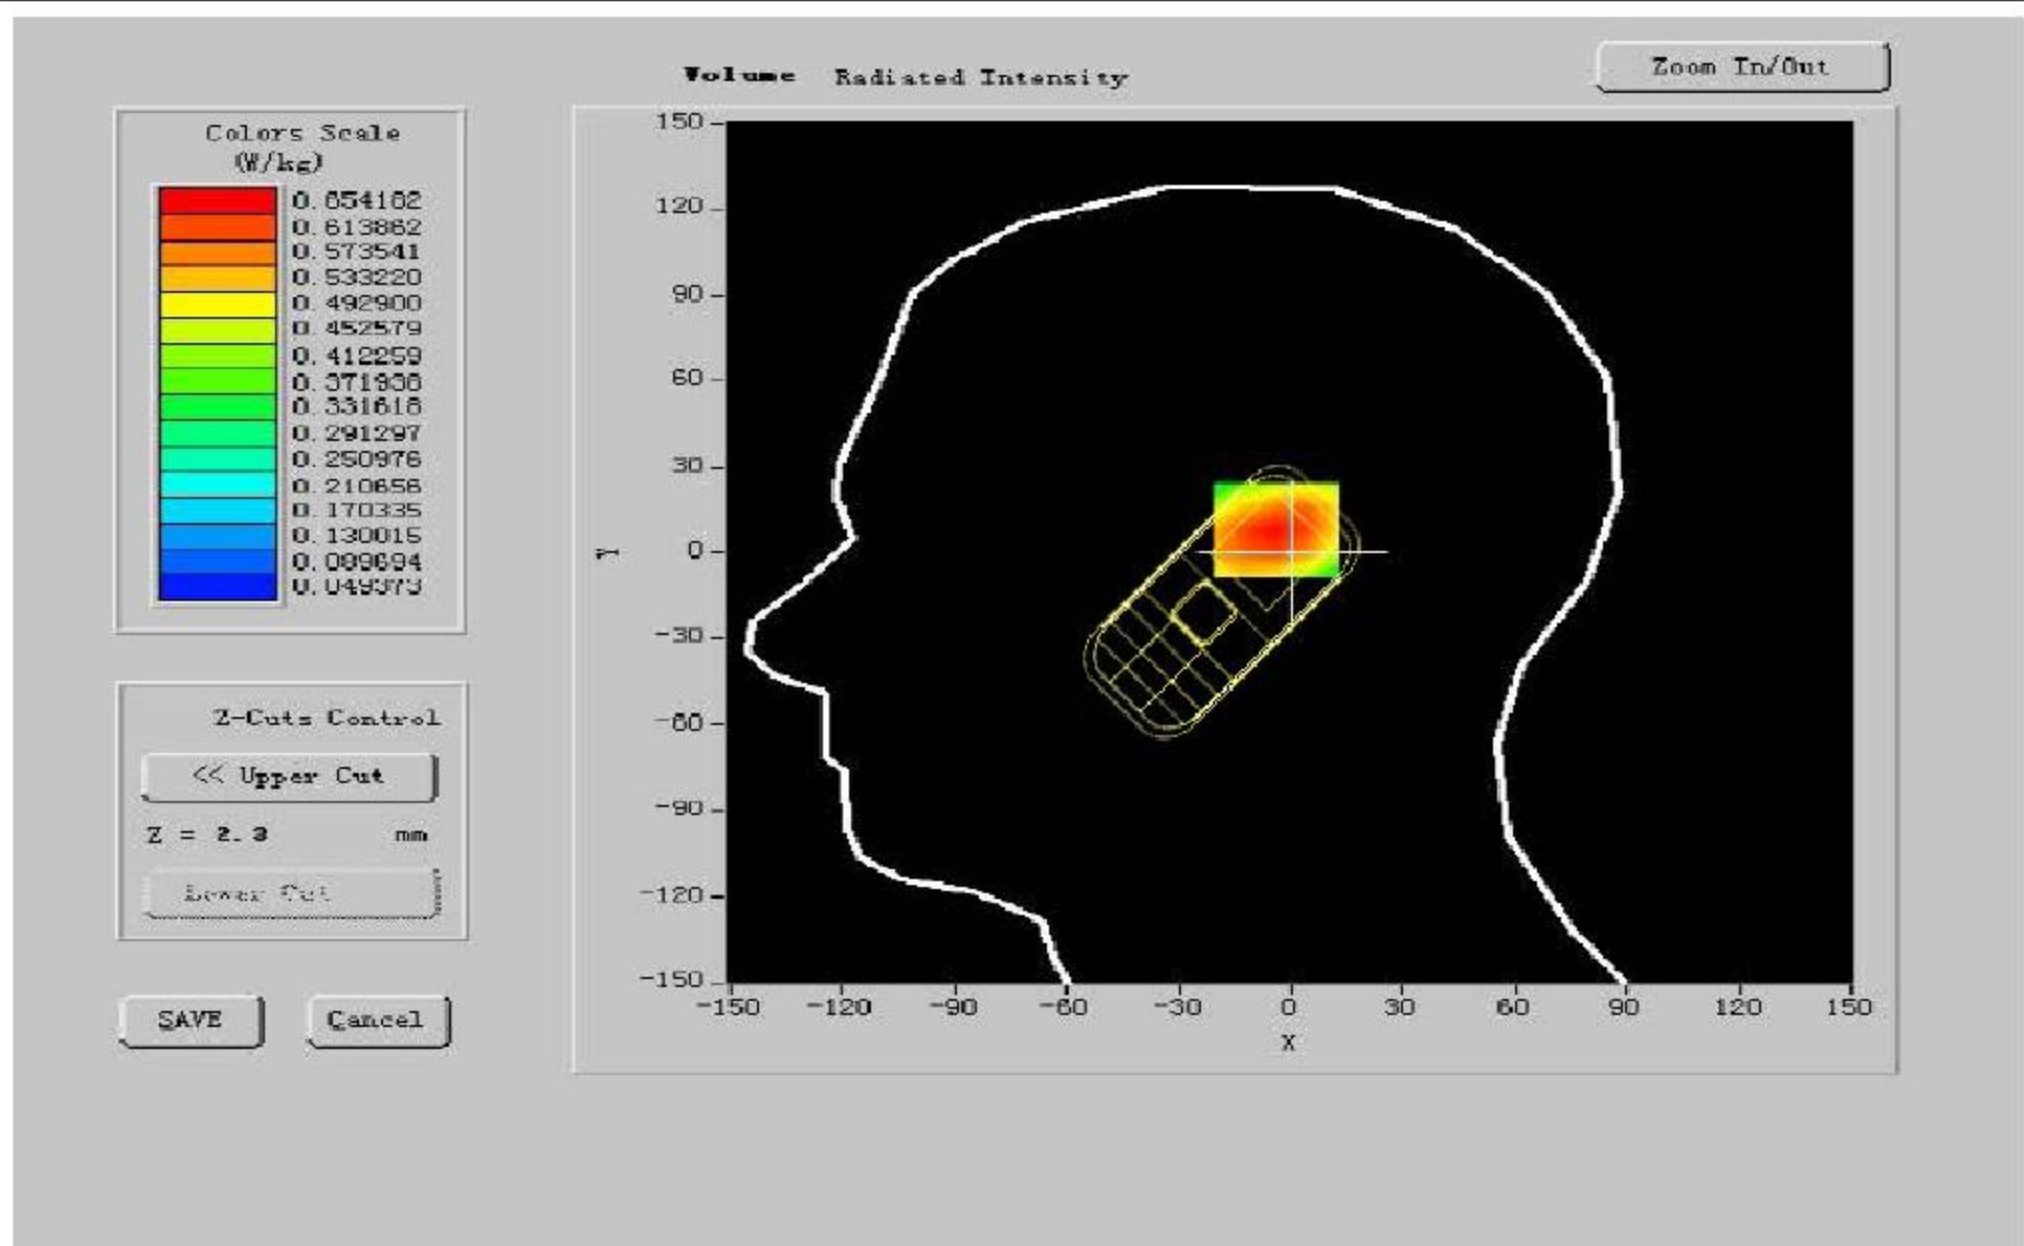 Volume Radiated Intensity
Zoom In/Out
Colors Scale
(W/kg)
0.654182
0.613862
0.573541
0.533220
0.492900
0.452579
0.412259
0.371938
0.331618
0.291297
0.250976
0.210656
0.170335
0.130015
0.089694
0.049373
Z-Cuts Control
<< Upper Cut
Z = 2.3 mm
Lower Cut
SAVE
Cancel
150
120
90
60
30
0
-30
-60
-90
-120
-150
Y
-150 -120 -90 -60 -30 0 30 60 90 120 150
X